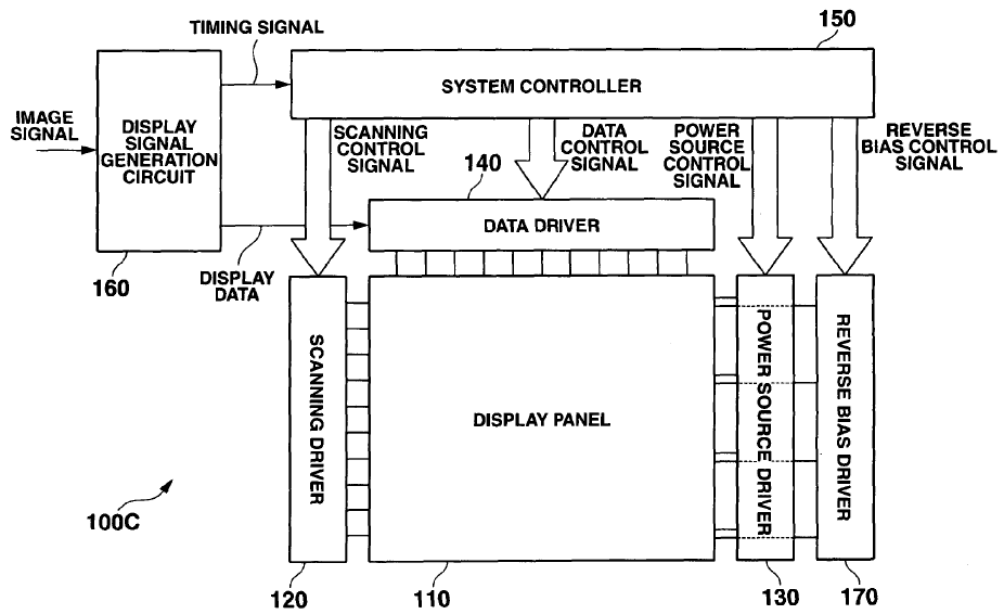 TIMING SIGNAL
150
SYSTEM CONTROLLER
IMAGE
SIGNAL
DISPLAY
SIGNAL
GENERATION
CIRCUIT
SCANNING
CONTROL
SIGNAL
DATA
CONTROL
SIGNAL
POWER
SOURCE
CONTROL
SIGNAL
REVERSE
BIAS CONTROL
SIGNAL
140
DATA DRIVER
160
DISPLAY
DATA
SCANNING DRIVER
DISPLAY PANEL
POWER SOURCE DRIVER
REVERSE BIAS DRIVER
100C
120
110
130
170